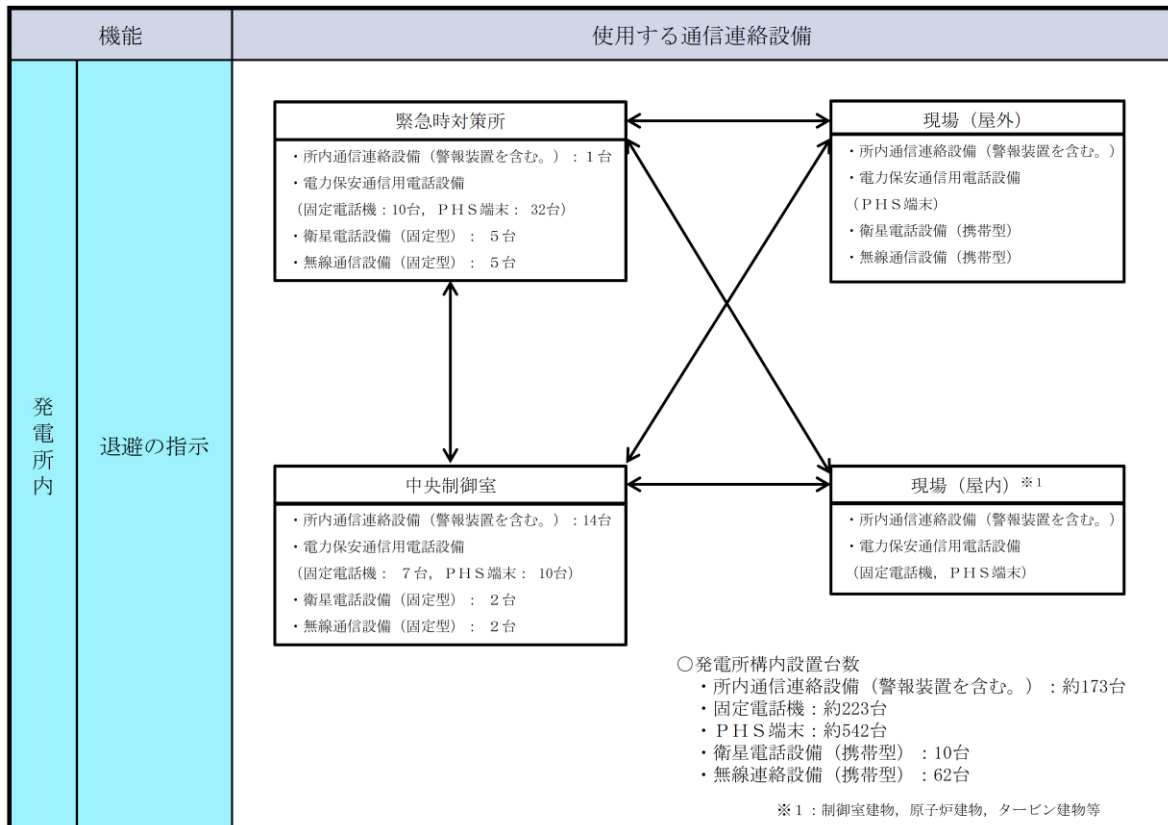 機能
使用する通信連絡設備
発電所内
退避の指示
緊急時対策所
・所内通信連絡設備（警報装置を含む。）：１台
・電力保安通信用電話設備
（固定電話機：10台，ＰＨＳ端末： 32台）
・衛星電話設備（固定型）： ５台
・無線通信設備（固定型）： ５台
現場（屋外）
・所内通信連絡設備（警報装置を含む。）
・電力保安通信用電話設備
（ＰＨＳ端末）
・衛星電話設備（携帯型）
・無線通信設備（携帯型）
中央制御室
・所内通信連絡設備（警報装置を含む。）：14台
・電力保安通信用電話設備
（固定電話機： ７台，ＰＨＳ端末： 10台）
・衛星電話設備（固定型）： ２台
・無線通信設備（固定型）： ２台
現場（屋内）※１
・所内通信連絡設備（警報装置を含む。）
・電力保安通信用電話設備
（固定電話機，ＰＨＳ端末）
○発電所構内設置台数
・所内通信連絡設備（警報装置を含む。）：約173台
・固定電話機：約223台
・ＰＨＳ端末：約542台
・衛星電話設備（携帯型）：10台
・無線連絡設備（携帯型）：62台
※１：制御室建物，原子炉建物，タービン建物等